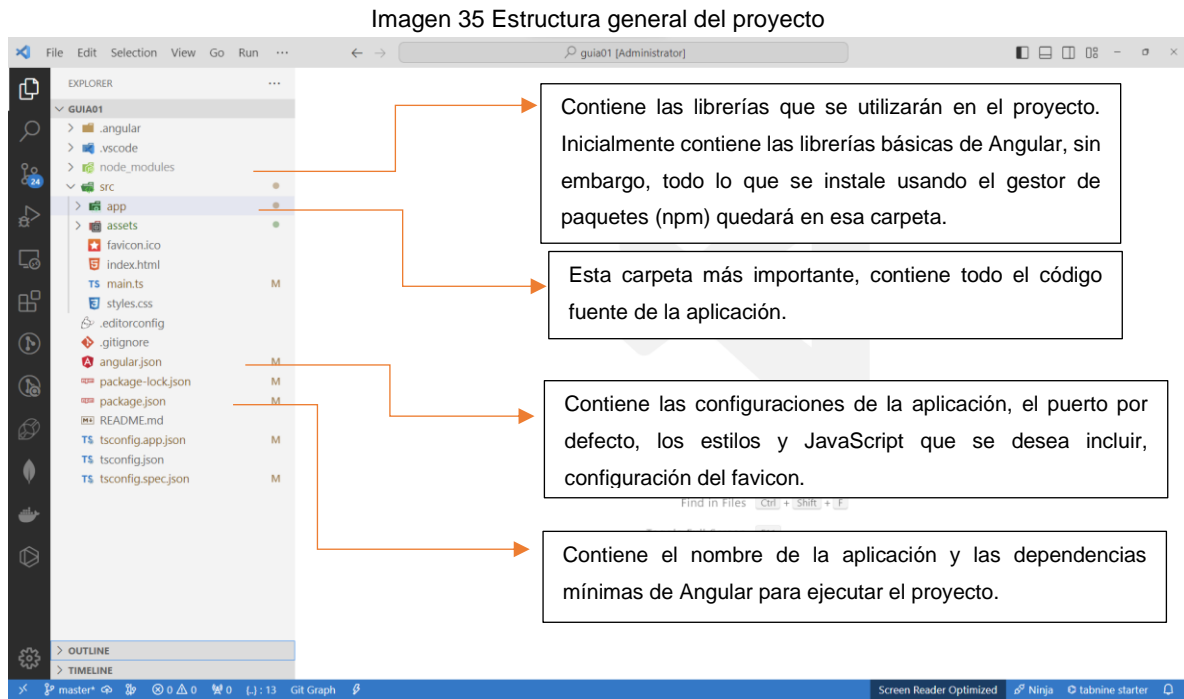 Imagen 35 Estructura general del proyecto
File Edit Selection View Go Run ···
guia01 [Administrator]
EXPLORER ···
GUIA01
.angular
.vscode
node_modules
src
app
assets
favicon.ico
index.html
TS main.ts M
styles.css
.editorconfig
.gitignore
angular.json M
package-lock.json M
package.json M
README.md
TS tsconfig.app.json M
TS tsconfig.json
TS tsconfig.spec.json M
24
Contiene las librerías que se utilizarán en el proyecto.
Inicialmente contiene las librerías básicas de Angular, sin
embargo, todo lo que se instale usando el gestor de
paquetes (npm) quedará en esa carpeta.
Esta carpeta más importante, contiene todo el código
fuente de la aplicación.
Contiene las configuraciones de la aplicación, el puerto por
defecto, los estilos y JavaScript que se desea incluir,
configuración del favicon.
Find in Files Ctrl + Shift + F
Contiene el nombre de la aplicación y las dependencias
mínimas de Angular para ejecutar el proyecto.
OUTLINE
TIMELINE
master* 0 0 0 {..} : 13 Git Graph Screen Reader Optimized Ninja tabnine starter